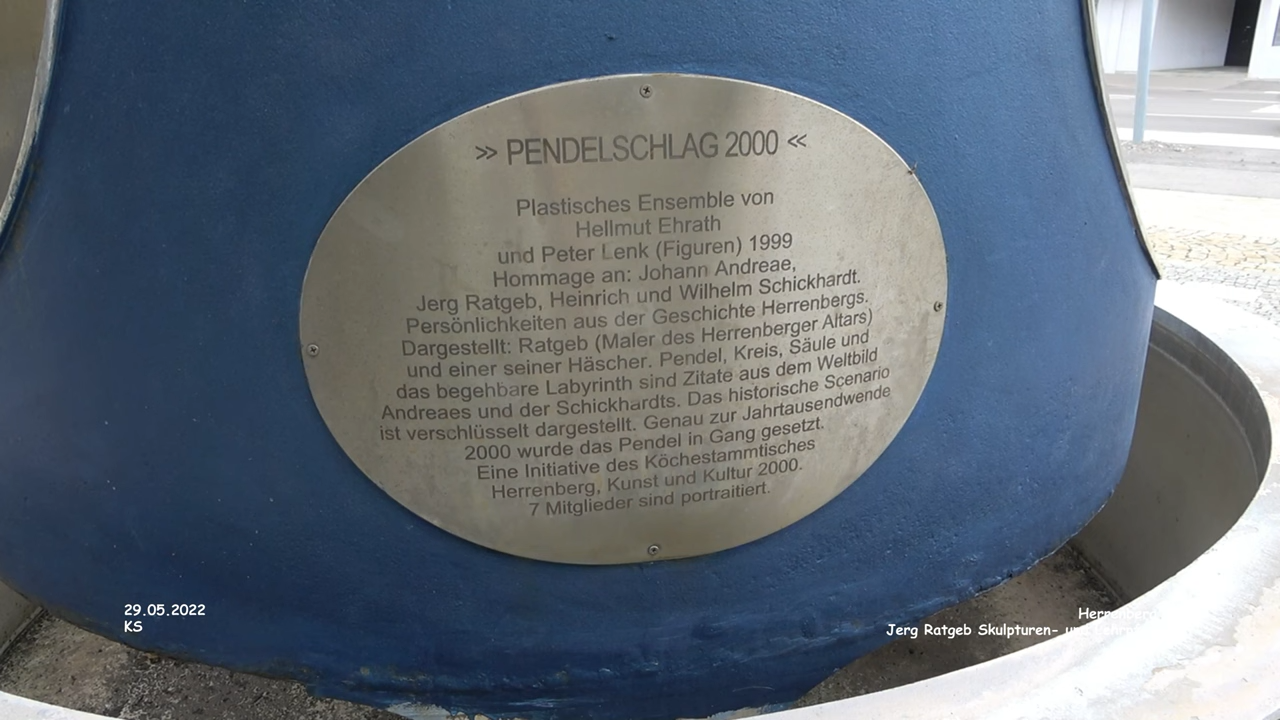 >> PENDELSCHLAG 2000 <<
Plastisches Ensemble von
Hellmut Ehrath
und Peter Lenk (Figuren) 1999
Hommage an: Johann Andreae,
Jerg Ratgeb, Heinrich und Wilhelm Schickhardt.
Persönlichkeiten aus der Geschichte Herrenbergs.
Dargestellt: Ratgeb (Maler des Herrenberger Altars)
und einer seiner Häscher. Pendel, Kreis, Säule und
das begehbare Labyrinth sind Zitate aus dem Weltbild
Andreaes und der Schickhardts. Das historische Scenario
ist verschlüsselt dargestellt. Genau zur Jahrtausendwende
2000 wurde das Pendel in Gang gesetzt.
Eine Initiative des Köchestammtisches
Herrenberg, Kunst und Kultur 2000.
7 Mitglieder sind portraitiert.
29.05.2022
KS
Jerg Ratgeb Skulpturen-